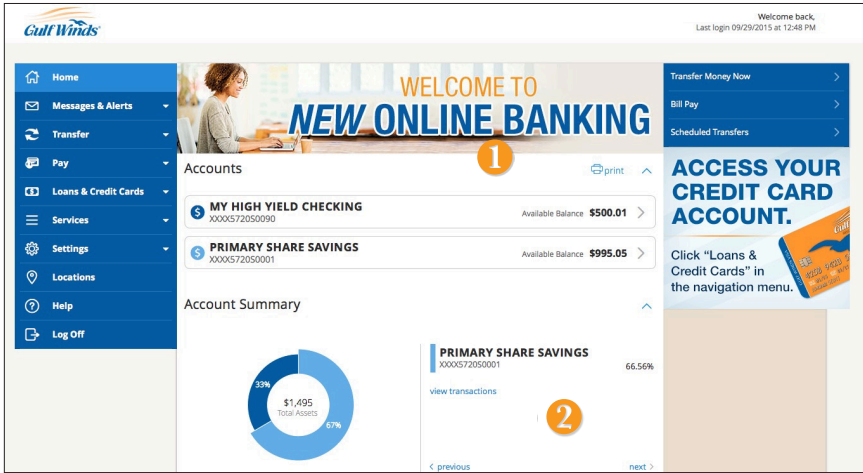 Gulf Winds
Welcome back,
Last login 09/29/2015 at 12:48 PM
Home
Messages & Alerts
Transfer
Pay
Loans & Credit Cards
Services
Settings
Locations
Help
Log Off
WELCOME TO
NEW ONLINE BANKING
1
Accounts
print
MY HIGH YIELD CHECKING
XXXX5720S0090
Available Balance $500.01
PRIMARY SHARE SAVINGS
XXXX5720S0001
Available Balance $995.05
Account Summary
33%
$1,495
Total Assets
67%
PRIMARY SHARE SAVINGS
XXXX5720S0001
66.56%
view transactions
2
< previous
next >
Transfer Money Now
Bill Pay
Scheduled Transfers
ACCESS YOUR
CREDIT CARD
ACCOUNT.
Click “Loans &
Credit Cards” in
the navigation menu.